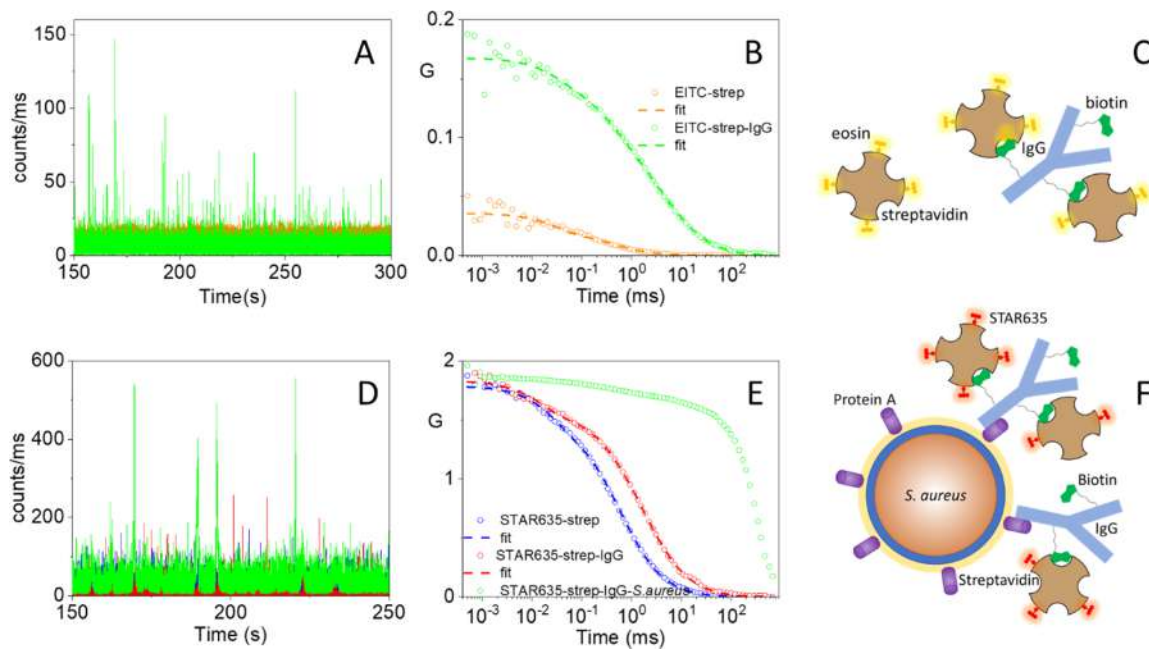 A
150
100
50
0
counts/ms
150
200
250
300
Time(s)
B
0.2
0.1
0.0
G
EITC-strep
fit
EITC-strep-IgG
fit
10-3
10-2
10-1
100
101
102
Time (ms)
C
biotin
eosin
IgG
streptavidin
D
600
400
200
0
counts/ms
150
200
250
Time (s)
E
2
1
0
G
STAR635-strep
fit
STAR635-strep-IgG
fit
STAR635-strep-IgG-S.aureus
10-3
10-2
10-1
100
101
102
Time (ms)
F
STAR635
Protein A
S. aureus
Biotin
IgG
Streptavidin